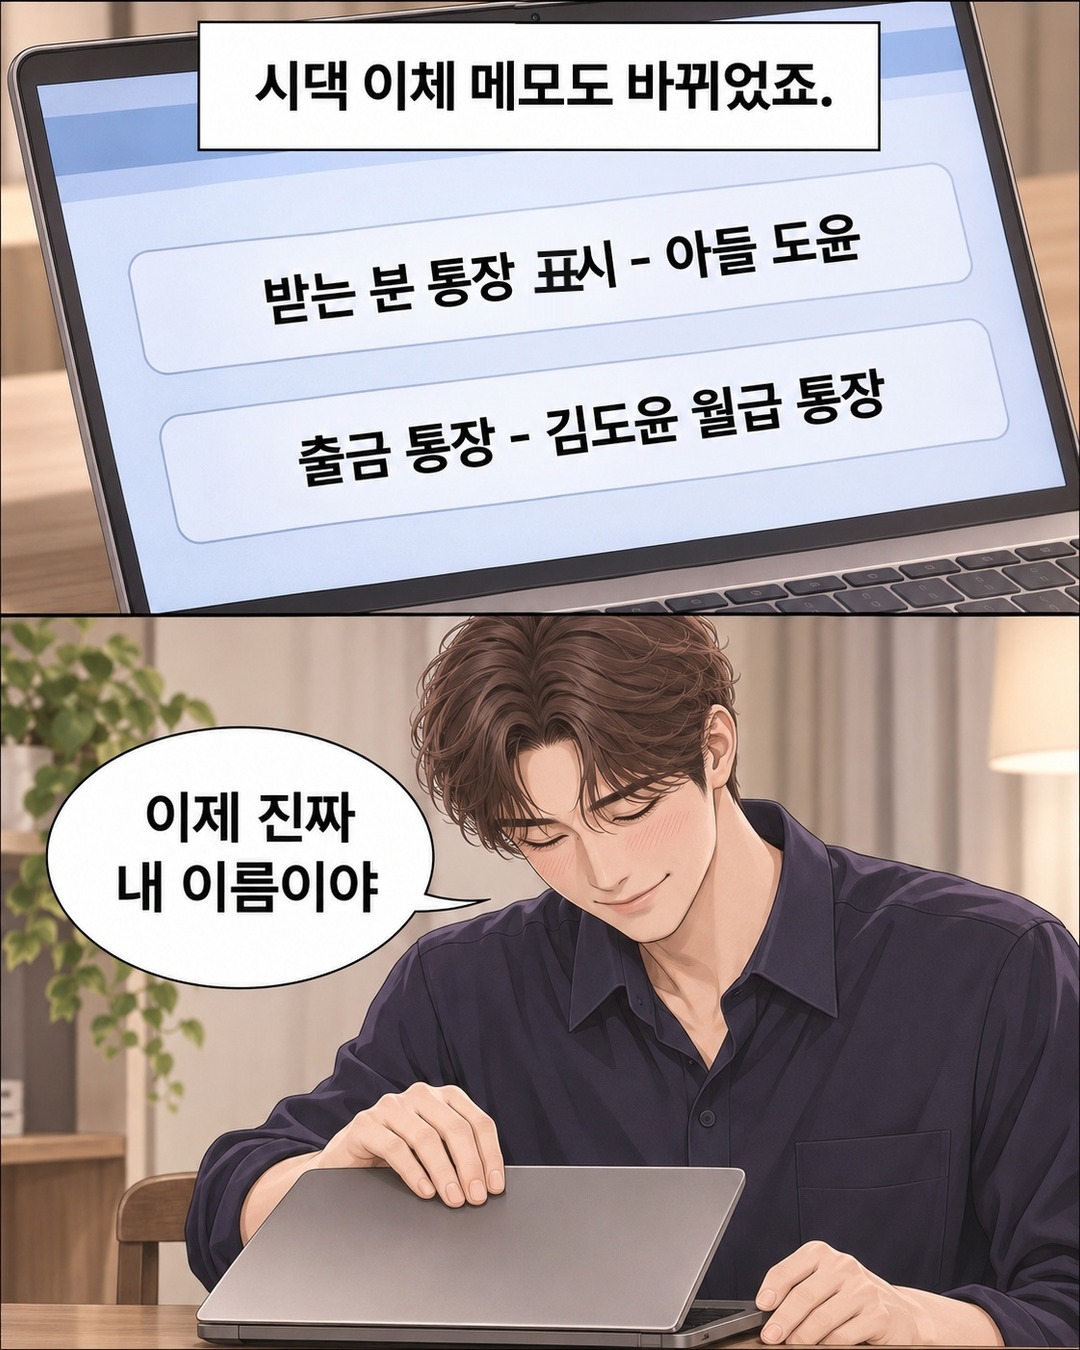 시댁 이체 메모도 바뀌었죠.
받는 분 통장 表시 - 아들 도윤
출금 통장 - 김도윤 월급 통장
이제 진짜
내 이름이야